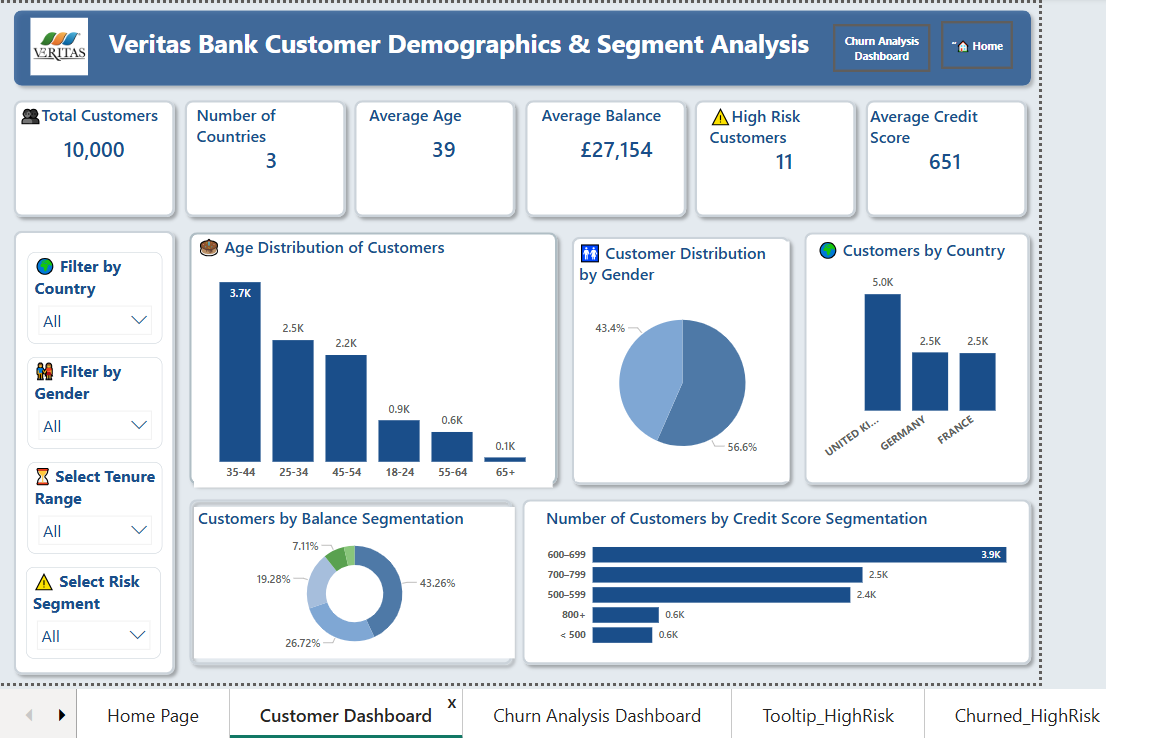 VERITAS
Veritas Bank Customer Demographics & Segment Analysis
Churn Analysis
Dashboard
Home
Total Customers
10,000
Number of
Countries
3
Average Age
39
Average Balance
£27,154
High Risk
Customers
11
Average Credit
Score
651
Filter by
Country
All
Filter by
Gender
All
Select Tenure
Range
All
Select Risk
Segment
All
Age Distribution of Customers
3.7K
2.5K
2.2K
0.9K
0.6K
0.1K
35-44
25-34
45-54
18-24
55-64
65+
Customer Distribution
by Gender
43.4%
56.6%
Customers by Country
5.0K
2.5K
2.5K
UNITED KI...
GERMANY
FRANCE
Customers by Balance Segmentation
7.11%
19.28%
43.26%
26.72%
Number of Customers by Credit Score Segmentation
600–699 3.9K
700–799 2.5K
500–599 2.4K
800+ 0.6K
< 500 0.6K
Home Page
Customer Dashboard
x
Churn Analysis Dashboard
Tooltip_HighRisk
Churned_HighRisk